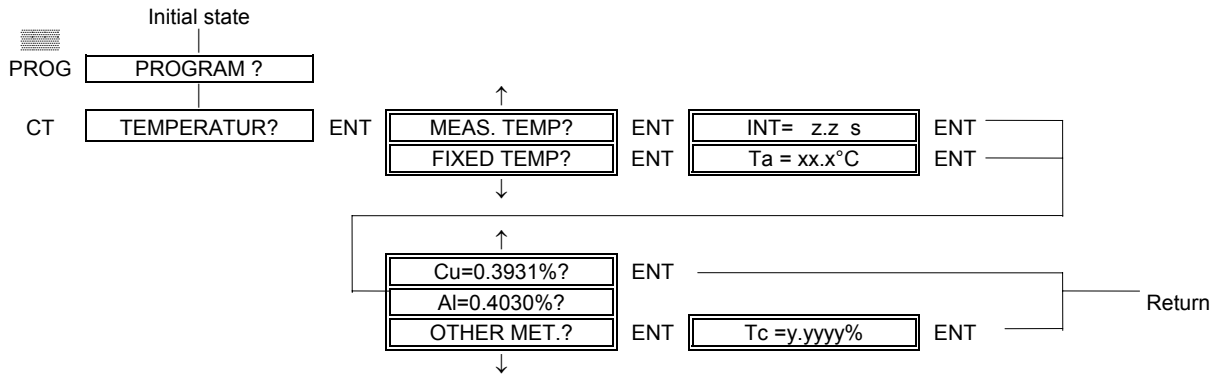 Initial state
PROG PROGRAM ?
↑
CT TEMPERATUR? ENT MEAS. TEMP? ENT INT= z.z s ENT
FIXED TEMP? ENT Ta = xx.x°C ENT
↓
↑
Cu=0.3931%? ENT
Al=0.4030%? Return
OTHER MET.? ENT Tc =y.yyyy% ENT
↓